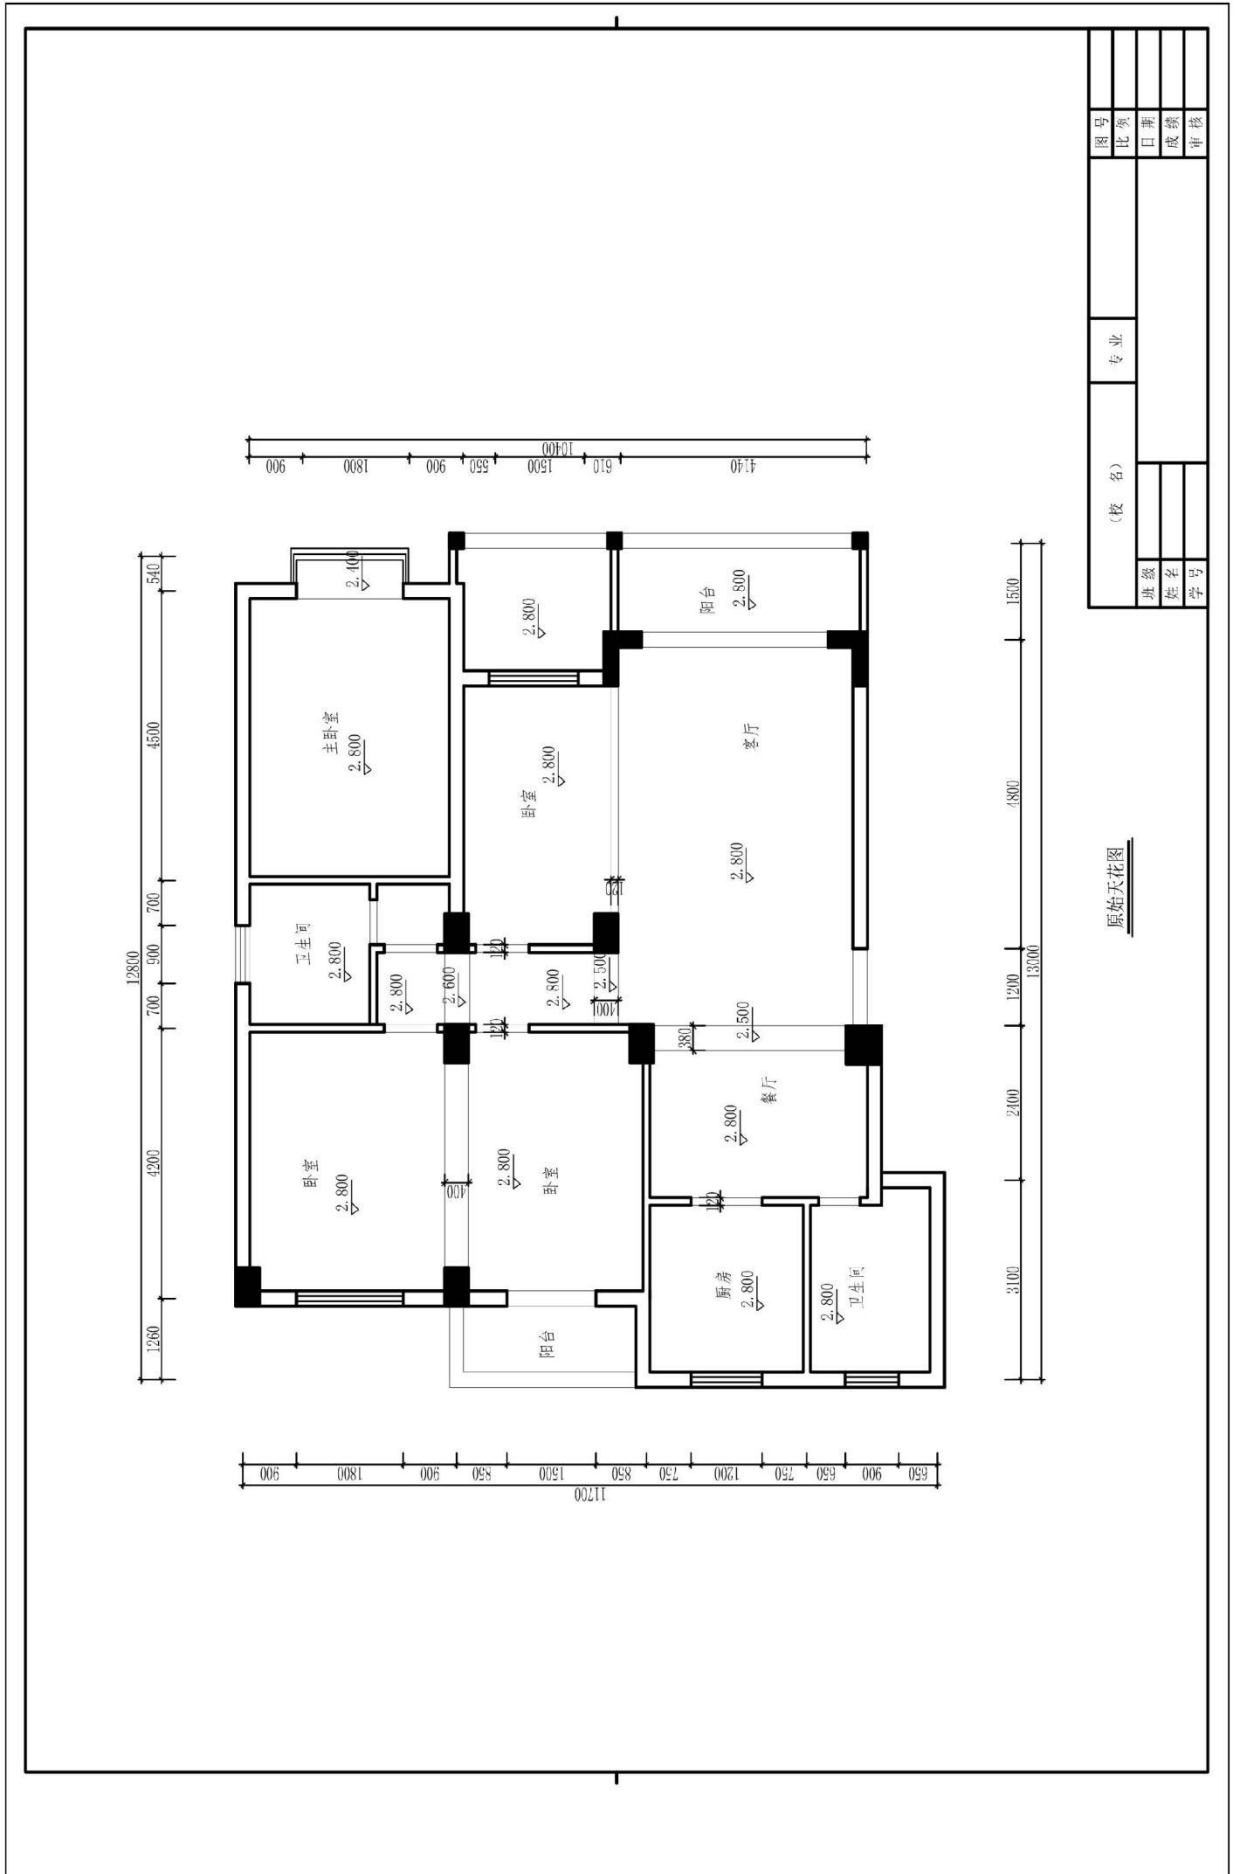 12800
1260
4200
700
900
700
4500
540
卧室
2.800
卫生间
2.800
主卧室
2.800
2.400
2.800
2.600
400
120
120
2.800
卧室
2.800
2.500
400
卧室
2.800
120
2.800
阳台
阳台
2.800
厨房
2.800
120
餐厅
2.800
380
2.500
2.800
客厅
卫生间
2.800
900
1800
900
850
1500
850
750
1200
750
650
900
650
11700
900
1800
900
550
1500
610
4140
10400
3100
2400
1200
4800
1500
13000
原始天花图
(校 名)
专业
图号
比例
班级
日期
姓名
成绩
学号
审核